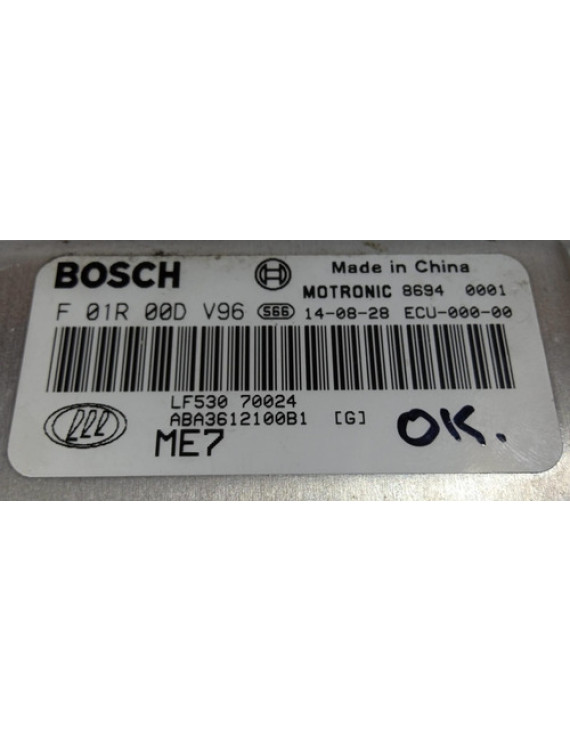 BOSCH Made in China
MOTRONIC 8694 0001
F 01R 00D V96 S66 14-08-28 ECU-000-00
LF530 70024
ABA3612100B1 [G] OK.
ME7